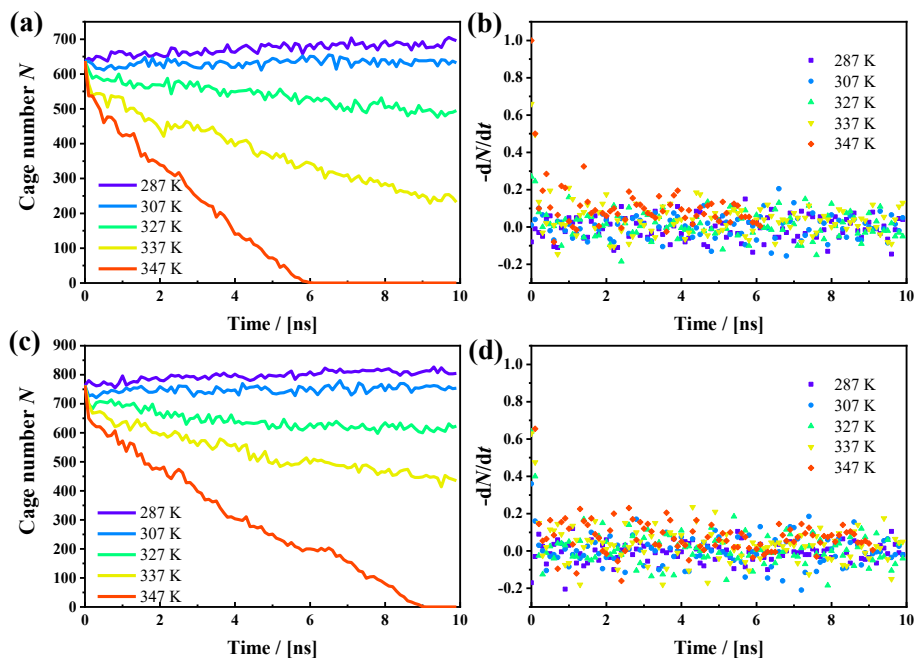 (a)
Cage number N
700
600
500
400
300
200
100
0
287 K
307 K
327 K
337 K
347 K
0 2 4 6 8 10
Time / [ns]
(b)
-dN/dt
1.0
0.8
0.6
0.4
0.2
0.0
-0.2
287 K
307 K
327 K
337 K
347 K
0 2 4 6 8 10
Time / [ns]
(c)
Cage number N
900
800
700
600
500
400
300
200
100
0
287 K
307 K
327 K
337 K
347 K
0 2 4 6 8 10
Time / [ns]
(d)
-dN/dt
1.0
0.8
0.6
0.4
0.2
0.0
-0.2
287 K
307 K
327 K
337 K
347 K
0 2 4 6 8 10
Time / [ns]